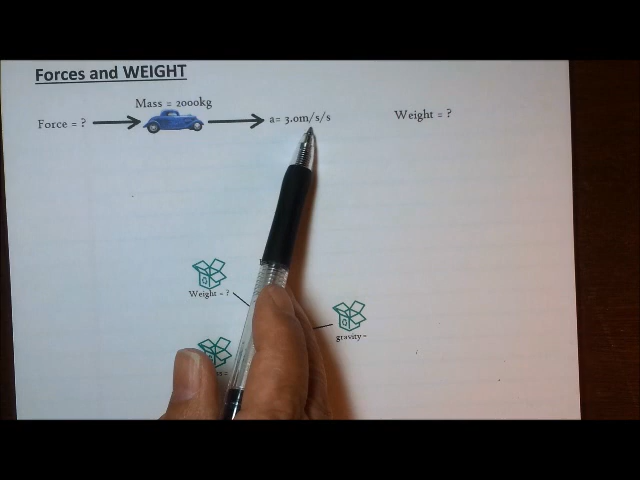 Forces and WEIGHT
Mass = 2000kg
Force = ?
a= 3.0m/s/s
Weight = ?
Weight = ?
gravity =